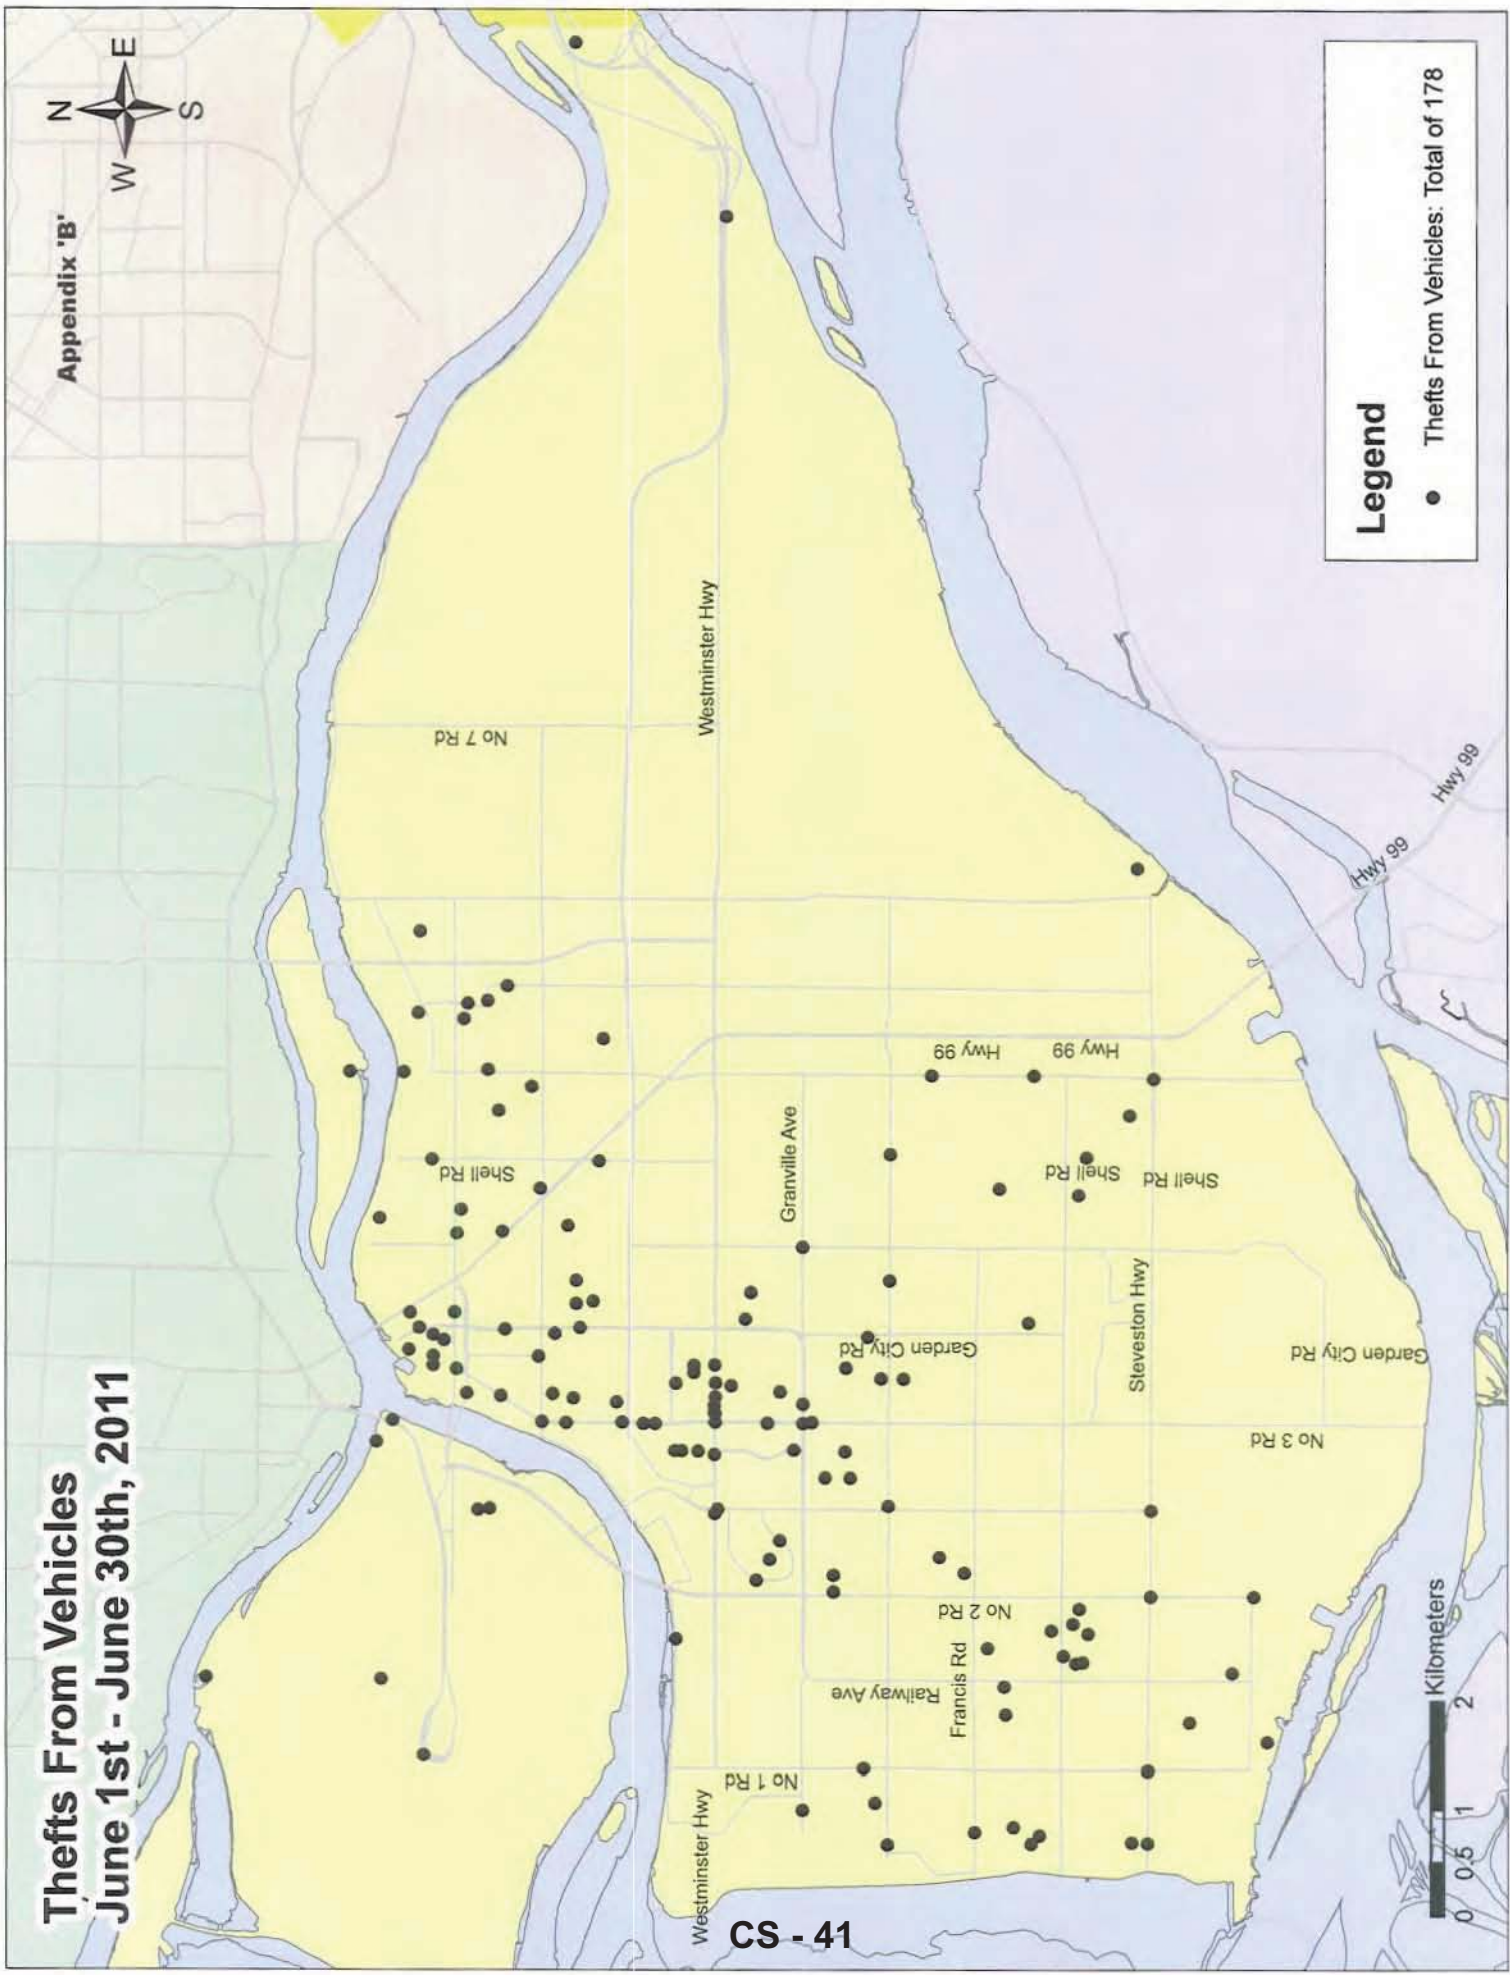 Thefts From Vehicles
June 1st - June 30th, 2011
Appendix 'B'
N
W
E
S
No 7 Rd
Westminster Hwy
Shell Rd
Granville Ave
Hwy 99
Hwy 99
Shell Rd
Shell Rd
Garden City Rd
Steveston Hwy
Garden City Rd
No 3 Rd
No 2 Rd
Francis Rd
Railway Ave
No 1 Rd
Westminster Hwy
Hwy 99
Hwy 99
Legend
Thefts From Vehicles: Total of 178
Kilometers
0 0.5 1 2
CS - 41